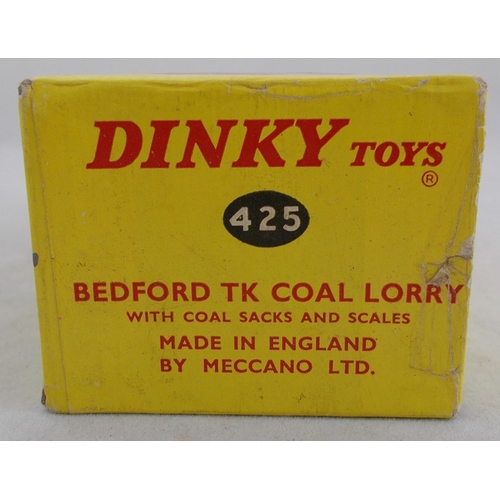 DINKY TOYS
®
425
BEDFORD TK COAL LORRY
WITH COAL SACKS AND SCALES
MADE IN ENGLAND
BY MECCANO LTD.